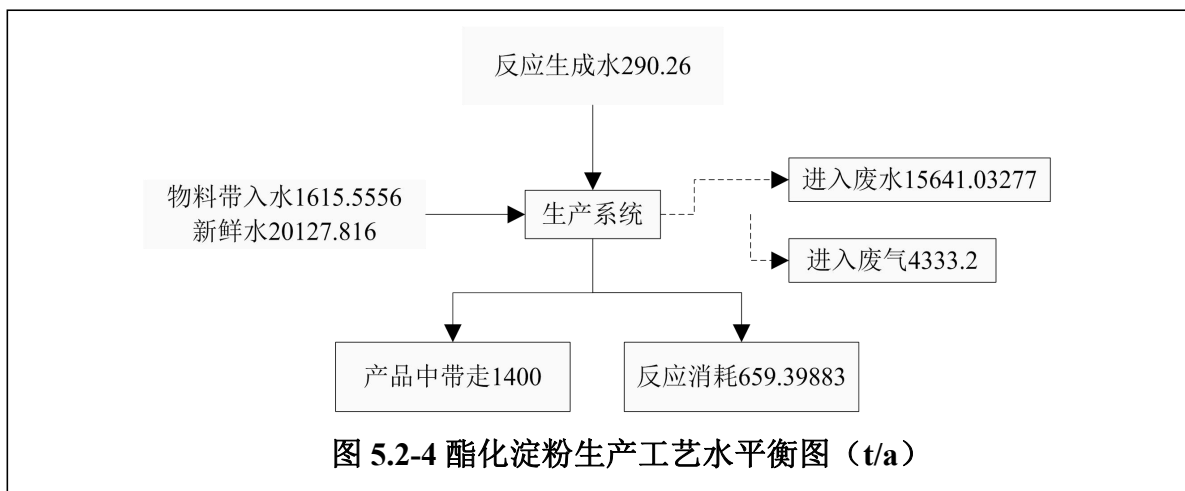 反应生成水290.26
物料带入水1615.5556
新鲜水20127.816
生产系统
进入废水15641.03277
进入废气4333.2
产品中带走1400
反应消耗659.39883
图 5.2-4 酯化淀粉生产工艺水平衡图（t/a）